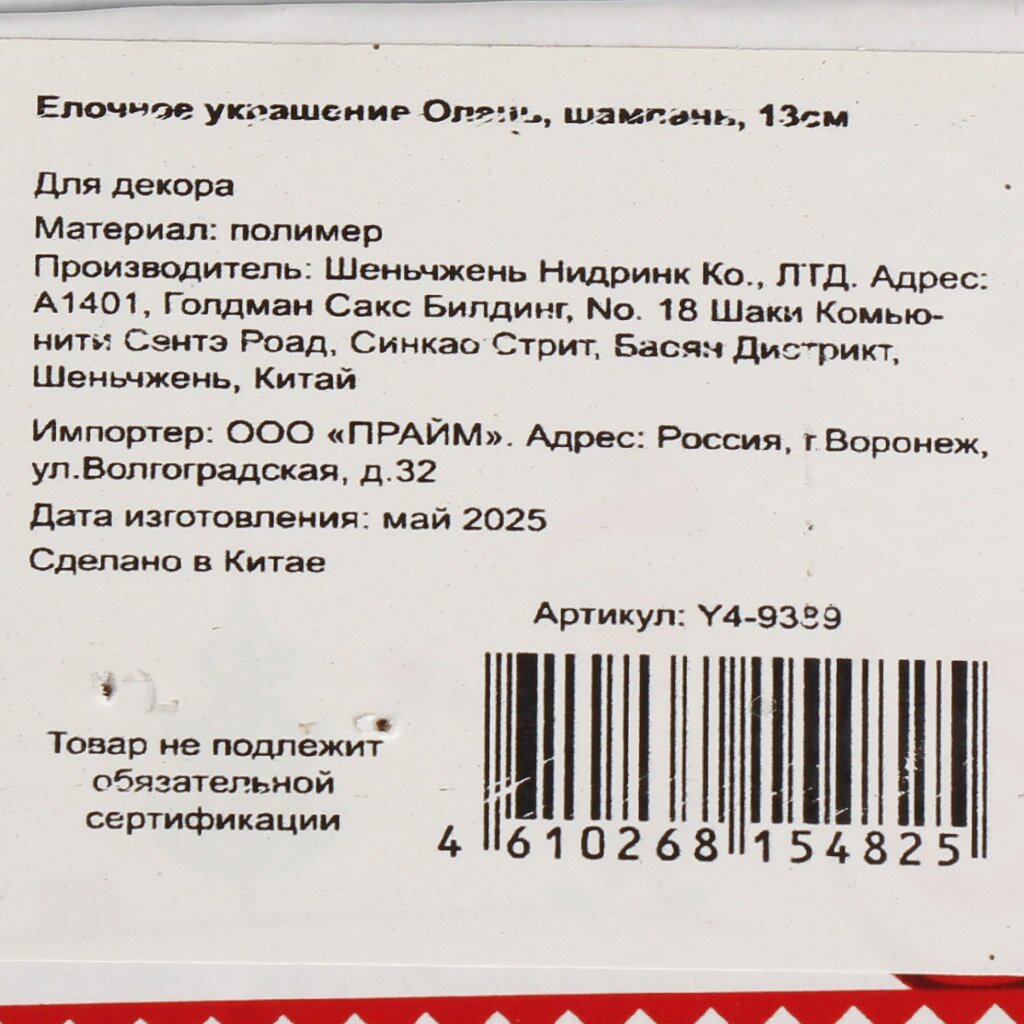 Елочное украшение Олень, шампань, 13см
Для декора
Материал: полимер
Производитель: Шеньчжень Нидринк Ко., ЛТД. Адрес:
А1401, Голдман Сакс Билдинг, No. 18 Шаки Комью-
нити Сентэ Роад, Синкао Стрит, Басян Дистрикт,
Шеньчжень, Китай
Импортер: ООО «ПРАЙМ». Адрес: Россия, г.Воронеж,
ул.Волгоградская, д.32
Дата изготовления: май 2025
Сделано в Китае
Артикул: Y4-9389
Товар не подлежит
обязательной
сертификации
4 610268 154825